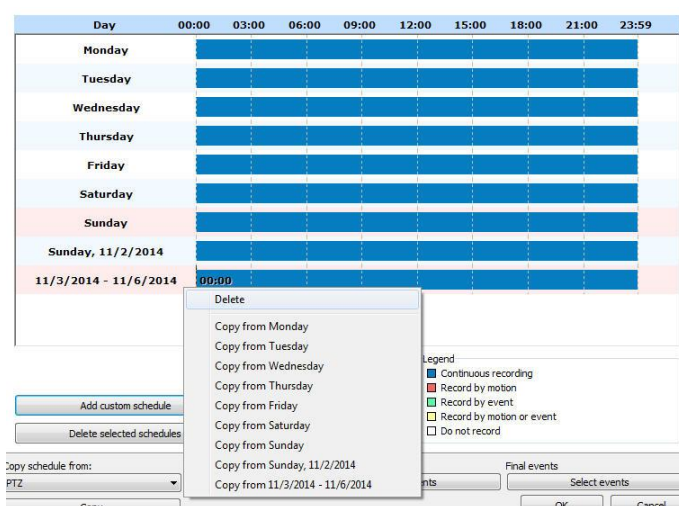 Day 00:00 03:00 06:00 09:00 12:00 15:00 18:00 21:00 23:59
Monday
Tuesday
Wednesday
Thursday
Friday
Saturday
Sunday
Sunday, 11/2/2014
11/3/2014 - 11/6/2014 00:00
Delete
Copy from Monday
Copy from Tuesday
Copy from Wednesday
Copy from Thursday
Copy from Friday
Copy from Saturday
Copy from Sunday
Copy from Sunday, 11/2/2014
Copy from 11/3/2014 - 11/6/2014
Legend
Continuous recording
Record by motion
Record by event
Record by motion or event
Do not record
Add custom schedule
Delete selected schedules
Copy schedule from:
PTZ
Final events
Select events